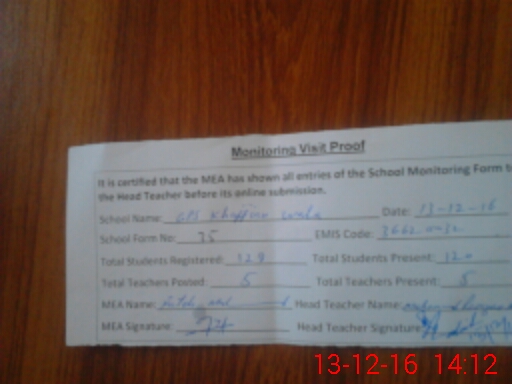 Monitoring Visit Proof
It is certified that the MEA has shown all entries of the School Monitoring Form to
the Head Teacher before its online submission.
School Name: GPS wala Date: 13-12-16
School Form No: 35 EMIS Code:
Total Students Registered: 129 Total Students Present:
Total Teachers Posted: 5 Total Teachers Present: 5
MEA Name: Head Teacher Name:
MEA Signature: Head Teacher Signature
13-12-16 14:12